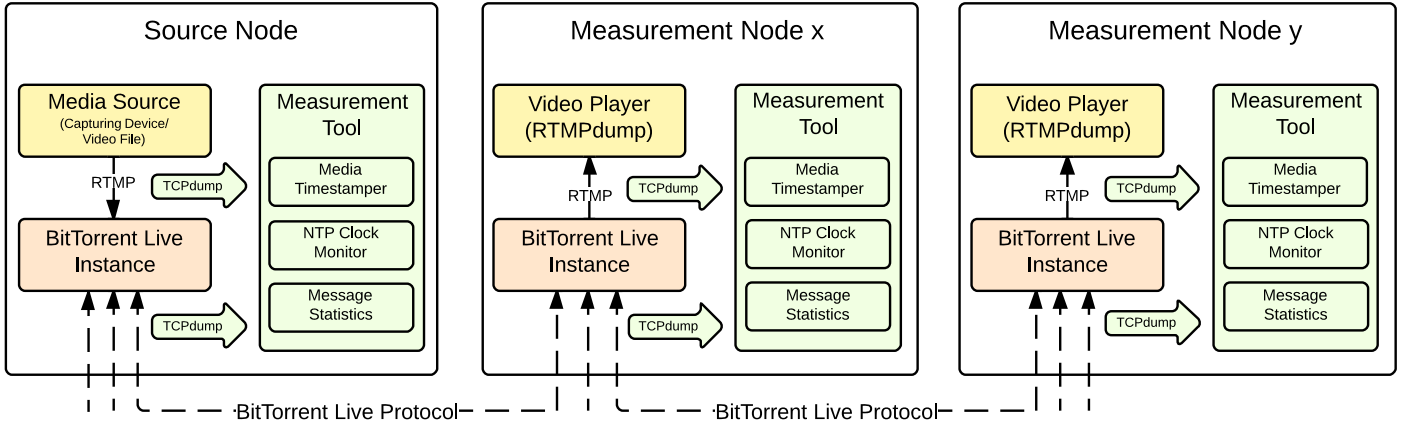 Source Node
Media Source
(Capturing Device/
Video File)
RTMP
TCPdump
BitTorrent Live
Instance
TCPdump
Measurement
Tool
Media
Timestamper
NTP Clock
Monitor
Message
Statistics
Measurement Node x
Video Player
(RTMPdump)
RTMP
TCPdump
BitTorrent Live
Instance
TCPdump
Measurement
Tool
Media
Timestamper
NTP Clock
Monitor
Message
Statistics
Measurement Node y
Video Player
(RTMPdump)
RTMP
TCPdump
BitTorrent Live
Instance
TCPdump
Measurement
Tool
Media
Timestamper
NTP Clock
Monitor
Message
Statistics
BitTorrent Live Protocol
BitTorrent Live Protocol